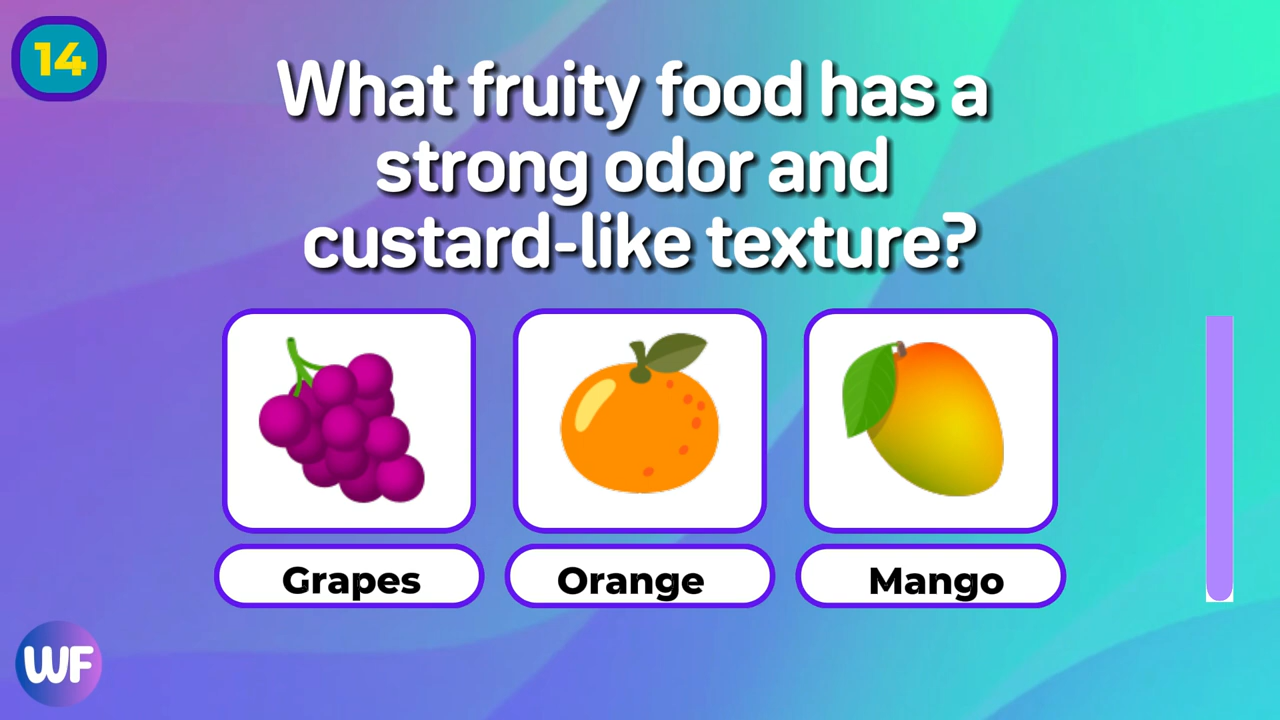 14
What fruity food has a
strong odor and
custard-like texture?
Grapes
Orange
Mango
WF